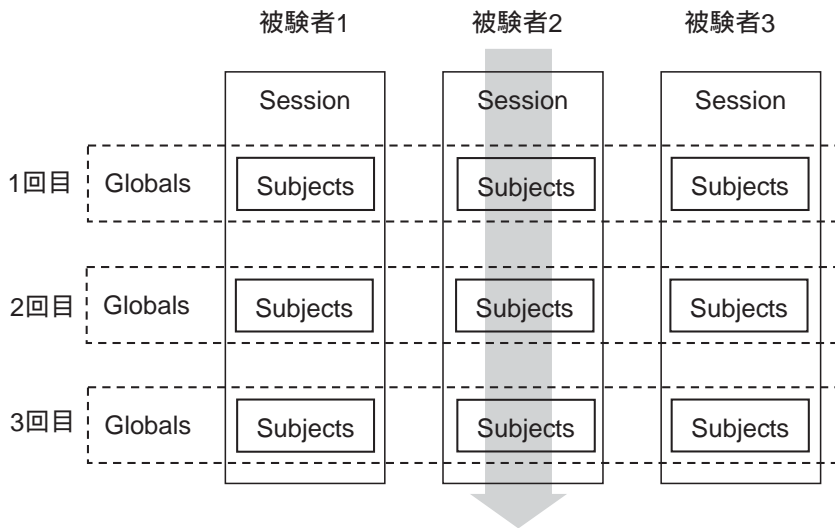 被験者1 被験者2 被験者3
Session Session Session
1回目 Globals Subjects Subjects Subjects
2回目 Globals Subjects Subjects Subjects
3回目 Globals Subjects Subjects Subjects